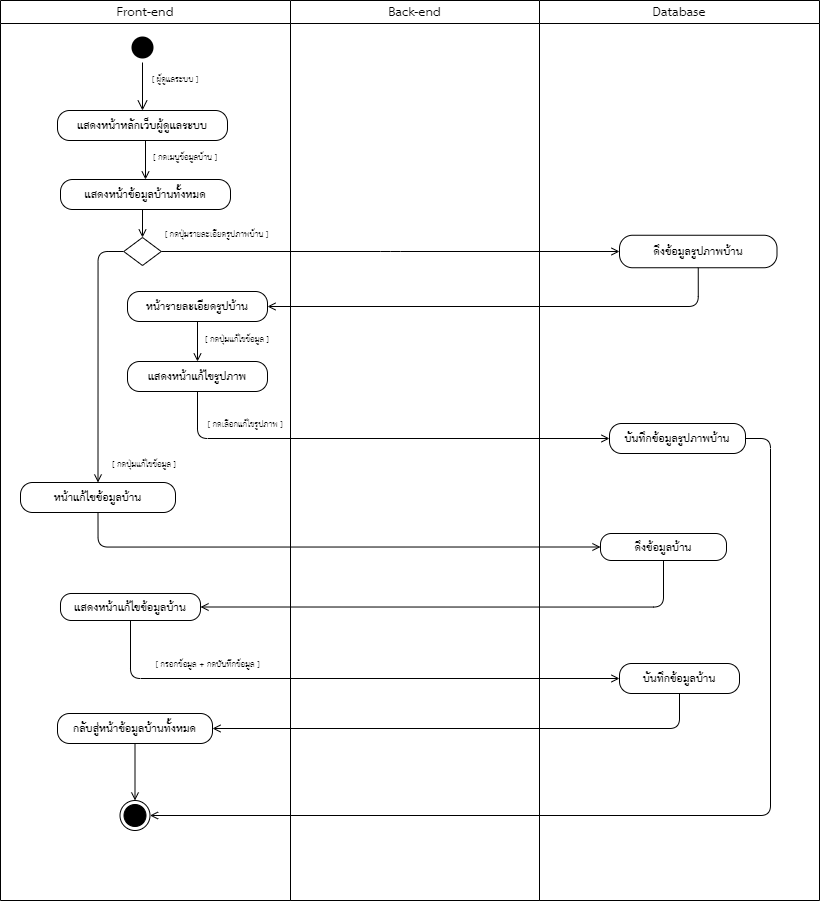 Front-end
Back-end
Database
[ ผู้ดูแลระบบ ]
แสดงหน้าหลักเว็บผู้ดูแลระบบ
[ กดเมนูข้อมูลบ้าน ]
แสดงหน้าข้อมูลบ้านทั้งหมด
[ กดปุ่มรายละเอียดรูปภาพบ้าน ]
ดึงข้อมูลรูปภาพบ้าน
หน้ารายละเอียดรูปบ้าน
[ กดปุ่มแก้ไขข้อมูล ]
แสดงหน้าแก้ไขรูปภาพ
[ กดเลือกแก้ไขรูปภาพ ]
บันทึกข้อมูลรูปภาพบ้าน
[ กดปุ่มแก้ไขข้อมูล ]
หน้าแก้ไขข้อมูลบ้าน
ดึงข้อมูลบ้าน
แสดงหน้าแก้ไขข้อมูลบ้าน
[ กรอกข้อมูล + กดบันทึกข้อมูล ]
บันทึกข้อมูลบ้าน
กลับสู่หน้าข้อมูลบ้านทั้งหมด